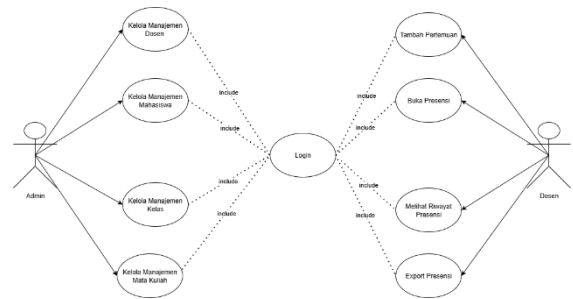 Kelola Manajemen
Dosen
Tambah Pertemuan
include
include
Kelola Manajemen
Mahasiswa
Buka Presensi
include
include
Login
Admin
Dosen
include
include
Kelola Manajemen
Kelas
Melihat Riwayat
Presensi
include
include
Kelola Manajemen
Mata Kuliah
Export Presensi